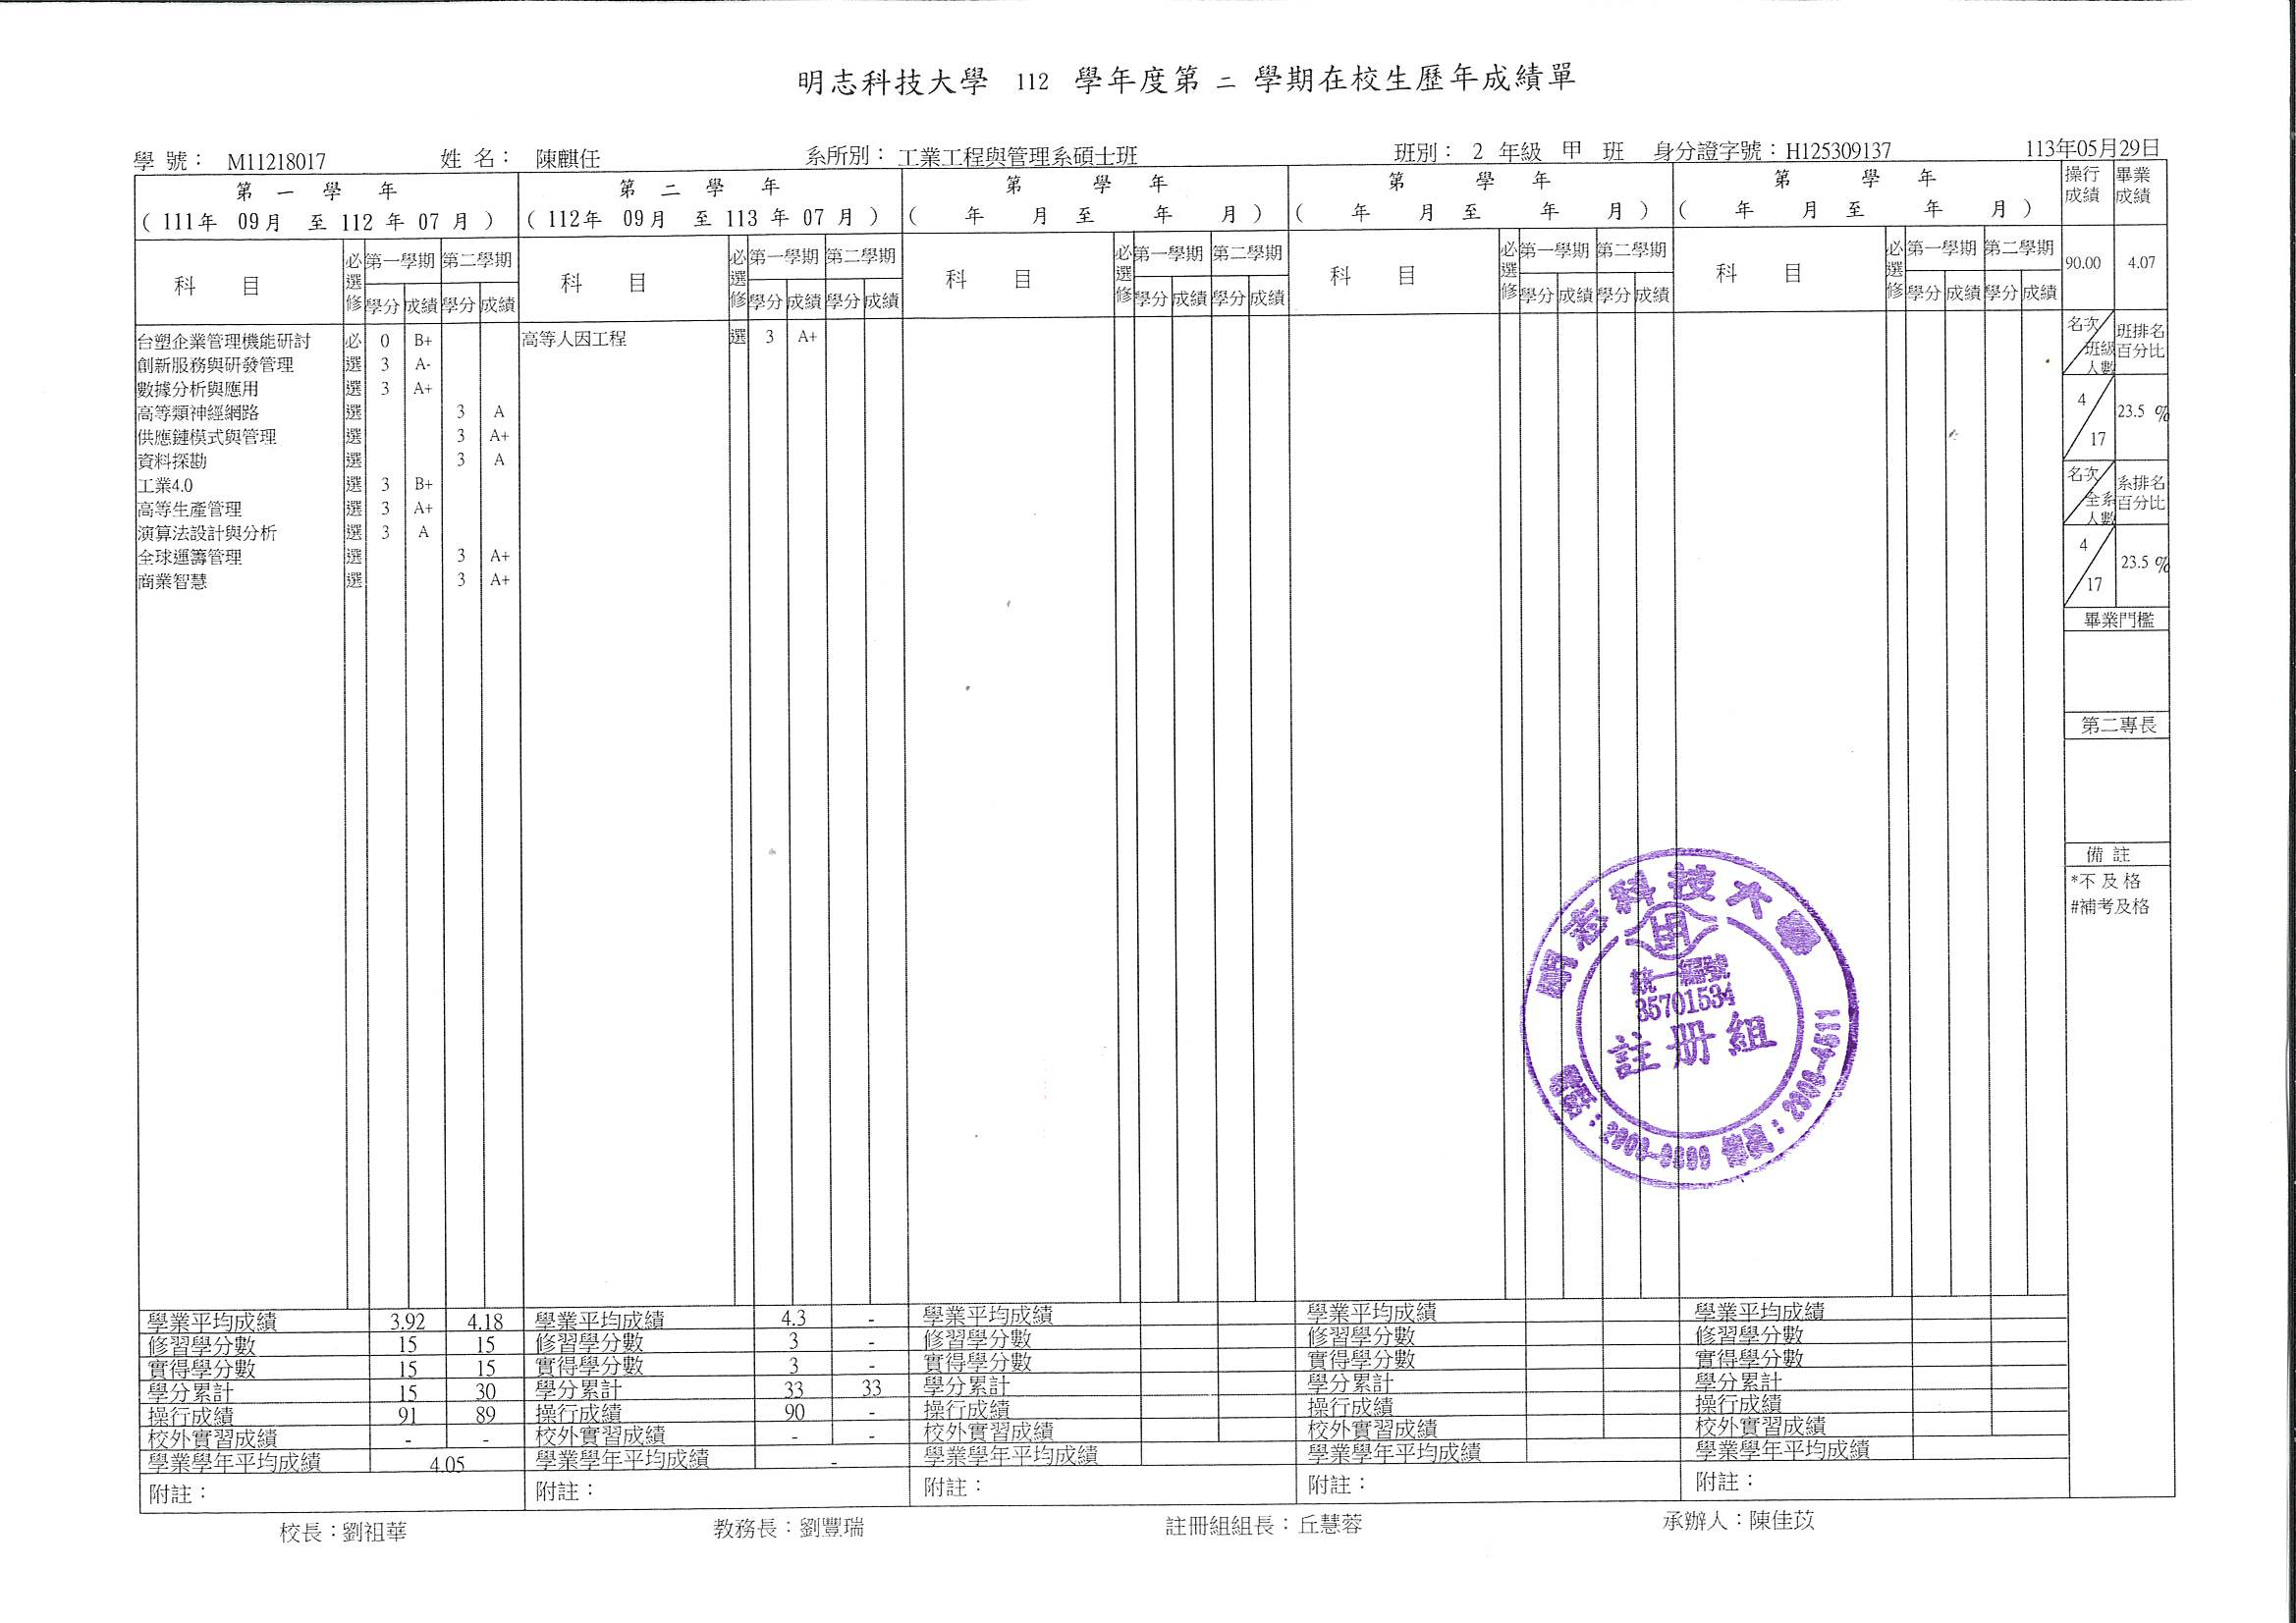 明志科技大學 112 學年度第 二 學期在校生歷年成績單
學 號： M11218017 姓 名： 陳麒任 系所別： 工業工程與管理系碩士班 班別： 2 年級 甲 班 身分證字號：H125309137 113年05月29日
第 一 學 年 第 二 學 年 第 學 年 第 學 年 第 學 年 操行成績 畢業成績
( 111年 09月 至 112 年 07 月 ) ( 112年 09月 至 113 年 07 月 ) ( 年 月 至 年 月 ) ( 年 月 至 年 月 ) ( 年 月 至 年 月 )
科 目 必選修 第一學期 第二學期 科 目 必選修 第一學期 第二學期 科 目 必選修 第一學期 第二學期 科 目 必選修 第一學期 第二學期 科 目 必選修 第一學期 第二學期 90.00 4.07
學分 成績 學分 成績 學分 成績 學分 成績 學分 成績 學分 成績 學分 成績 學分 成績 學分 成績 學分 成績
台塑企業管理機能研討 必 0 B+ 高等人因工程 選 3 A+
創新服務與研發管理 選 3 A-
數據分析與應用 選 3 A+
高等類神經網路 選 3 A
供應鏈模式與管理 選 3 A+
資料探勘 選 3 A
工業4.0 選 3 B+
高等生產管理 選 3 A+
演算法設計與分析 選 3 A
全球運籌管理 選 3 A+
商業智慧 選 3 A+
名次 班級人數 班排名百分比
4 17 23.5 %
名次 全系人數 系排名百分比
4 17 23.5 %
畢業門檻
第二專長
備 註
*不 及 格
#補考及格
明志科技大學
統一編號
35701534
註冊組
電話：2908-9899 傳真：2908-4511
學業平均成績 3.92 4.18 學業平均成績 4.3 - 學業平均成績 學業平均成績 學業平均成績
修習學分數 15 15 修習學分數 3 - 修習學分數 修習學分數 修習學分數
實得學分數 15 15 實得學分數 3 - 實得學分數 實得學分數 實得學分數
學分累計 15 30 學分累計 33 33 學分累計 學分累計 學分累計
操行成績 91 89 操行成績 90 - 操行成績 操行成績 操行成績
校外實習成績 - - 校外實習成績 - - 校外實習成績 校外實習成績 校外實習成績
學業學年平均成績 4.05 學業學年平均成績 - 學業學年平均成績 學業學年平均成績 學業學年平均成績
附註： 附註： 附註： 附註： 附註：
校長：劉祖華 教務長：劉豐瑞 註冊組組長：丘慧蓉 承辦人：陳佳苡